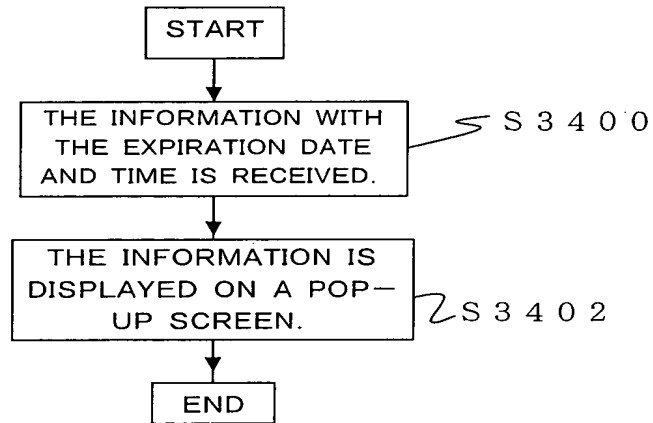 START
THE INFORMATION WITH
THE EXPIRATION DATE
AND TIME IS RECEIVED.
S3400
THE INFORMATION IS
DISPLAYED ON A POP-
UP SCREEN.
S3402
END